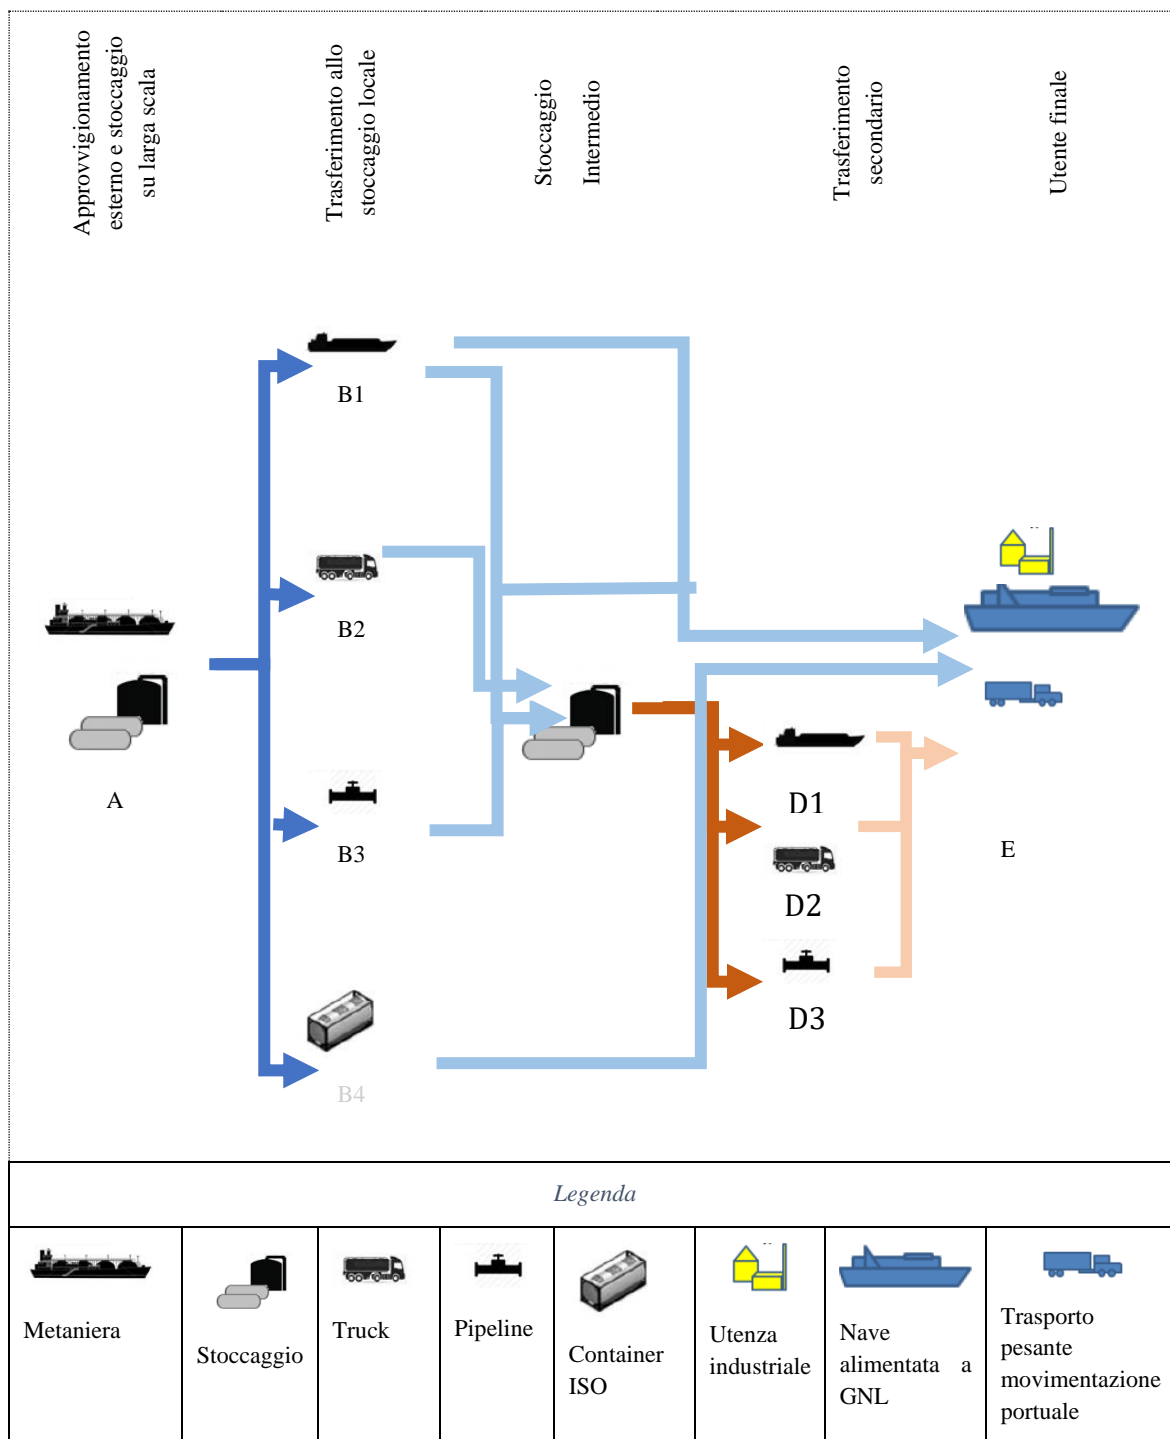 Approvvigionamento
esterno e stoccaggio
su larga scala
Trasferimento allo
stoccaggio locale
Stoccaggio
Intermedio
Trasferimento
secondario
Utente finale
B1
B2
A
B3
D1
E
D2
D3
B4
Legenda
Metaniera
Stoccaggio
Truck
Pipeline
Container
ISO
Utenza
industriale
Nave
alimentata a
GNL
Trasporto
pesante
movimentazione
portuale